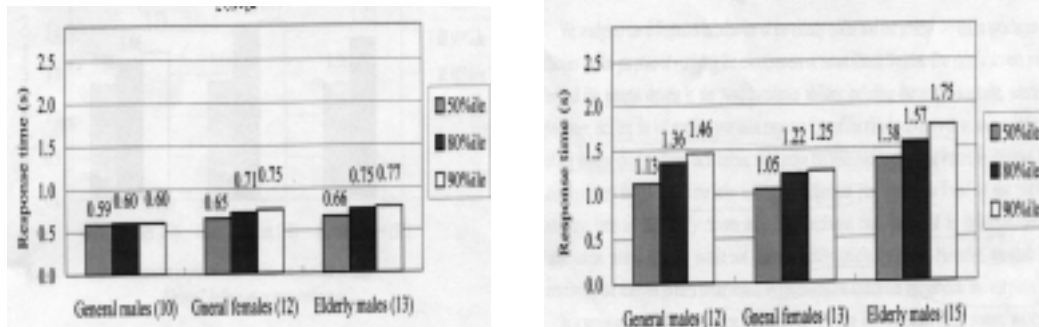 Response time (s)
2.5
2.0
1.5
1.0
0.5
0.0
0.59 0.60 0.60
0.65 0.71 0.75
0.66 0.75 0.77
General males (10) Gneral females (12) Elderly males (13)
50%ile
80%ile
90%ile
Response time (s)
2.5
2.0
1.5
1.0
0.5
0.0
1.13 1.36 1.46
1.05 1.22 1.25
1.38 1.57 1.75
General males (12) Gneral females (13) Elderly males (15)
50%ile
80%ile
90%ile